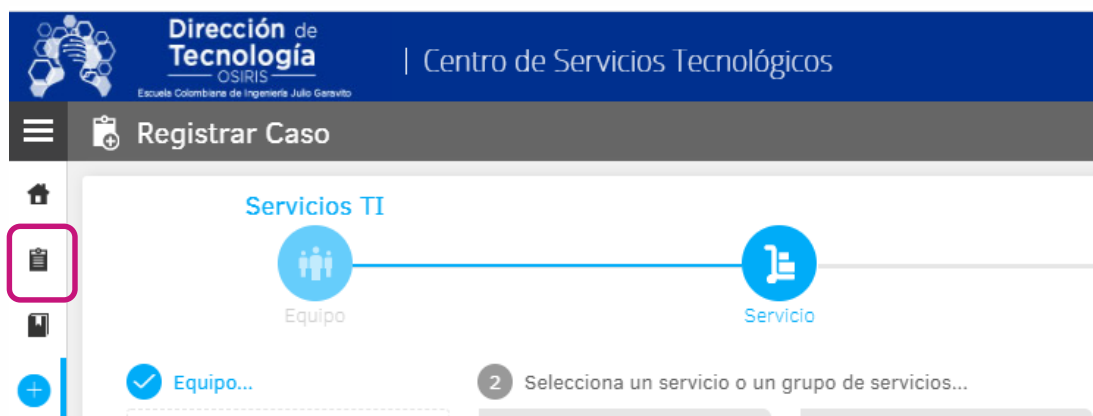 Dirección de
Tecnología
OSIRIS
Escuela Colombiana de Ingeniería Julio Garavito
| Centro de Servicios Tecnológicos
Registrar Caso
Servicios TI
Equipo
Servicio
Equipo...
2 Selecciona un servicio o un grupo de servicios...